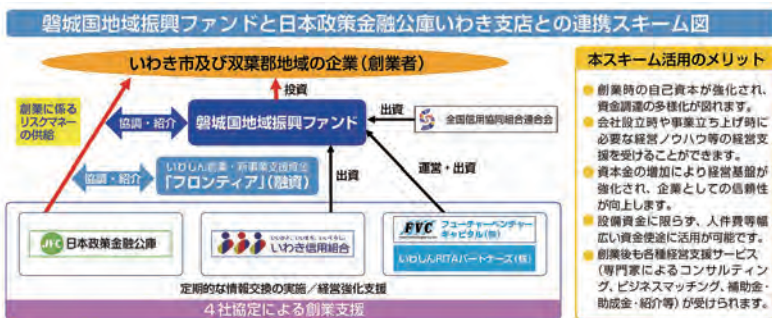 磐城国地域振興ファンドと日本政策金融公庫いわき支店との連携スキーム図
いわき市及び双葉郡地域の企業（創業者）
投資
創業に係る
リスクマネー
の供給
協調・紹介
磐城国地域振興ファンド
出資
全国信用協同組合連合会
協調・紹介
いわしん創業・新事業支援資金
「フロンティア」（融資）
出資
運営・出資
JFC 日本政策金融公庫
いわき信用組合
FVC フューチャーベンチャー
キャピタル（株）
いわしんRITAパートナーズ（株）
定期的な情報交換の実施／経営強化支援
４社協定による創業支援
本スキーム活用のメリット
創業時の自己資本が強化され、
資金調達の多様化が図れます。
会社設立時や事業立ち上げ時に
必要な経営ノウハウ等の経営支
援を受けることができます。
資本金の増加により経営基盤が
強化され、企業としての信頼性
が向上します。
設備資金に限らず、人件費等幅
広い資金使途に活用が可能です。
創業後も各種経営支援サービス
（専門家によるコンサルティン
グ、ビジネスマッチング、補助金・
助成金・紹介等）が受けられます。